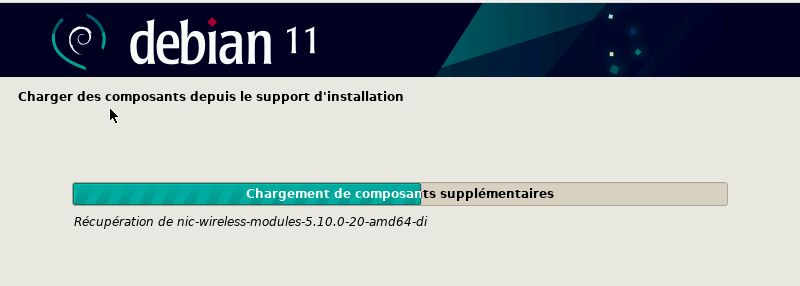 debian 11
Charger des composants depuis le support d'installation
Chargement de composants supplémentaires
Récupération de nic-wireless-modules-5.10.0-20-amd64-di